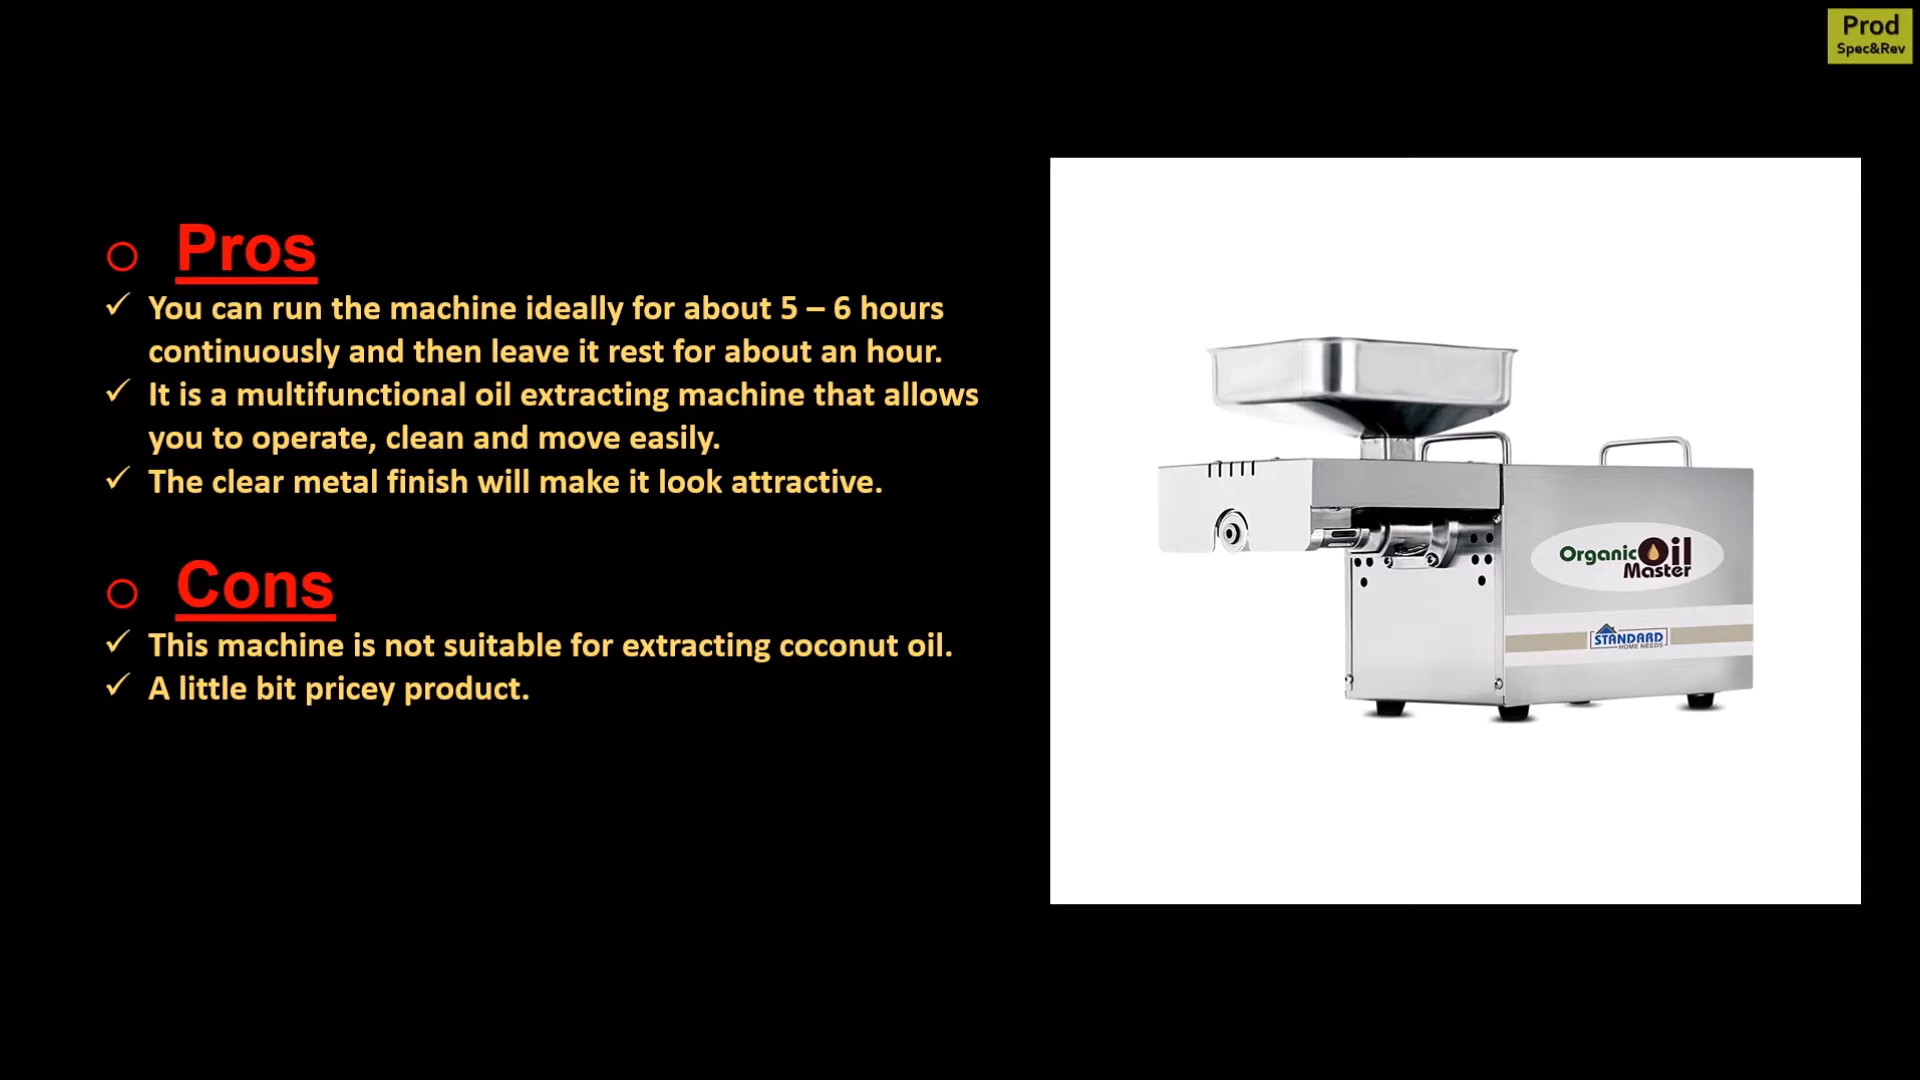 Prod
Spec&Rev
o Pros
✓ You can run the machine ideally for about 5 – 6 hours
continuously and then leave it rest for about an hour.
✓ It is a multifunctional oil extracting machine that allows
you to operate, clean and move easily.
✓ The clear metal finish will make it look attractive.
o Cons
✓ This machine is not suitable for extracting coconut oil.
✓ A little bit pricey product.
Organic Oil
Master
STANDARD
HOME NEEDS